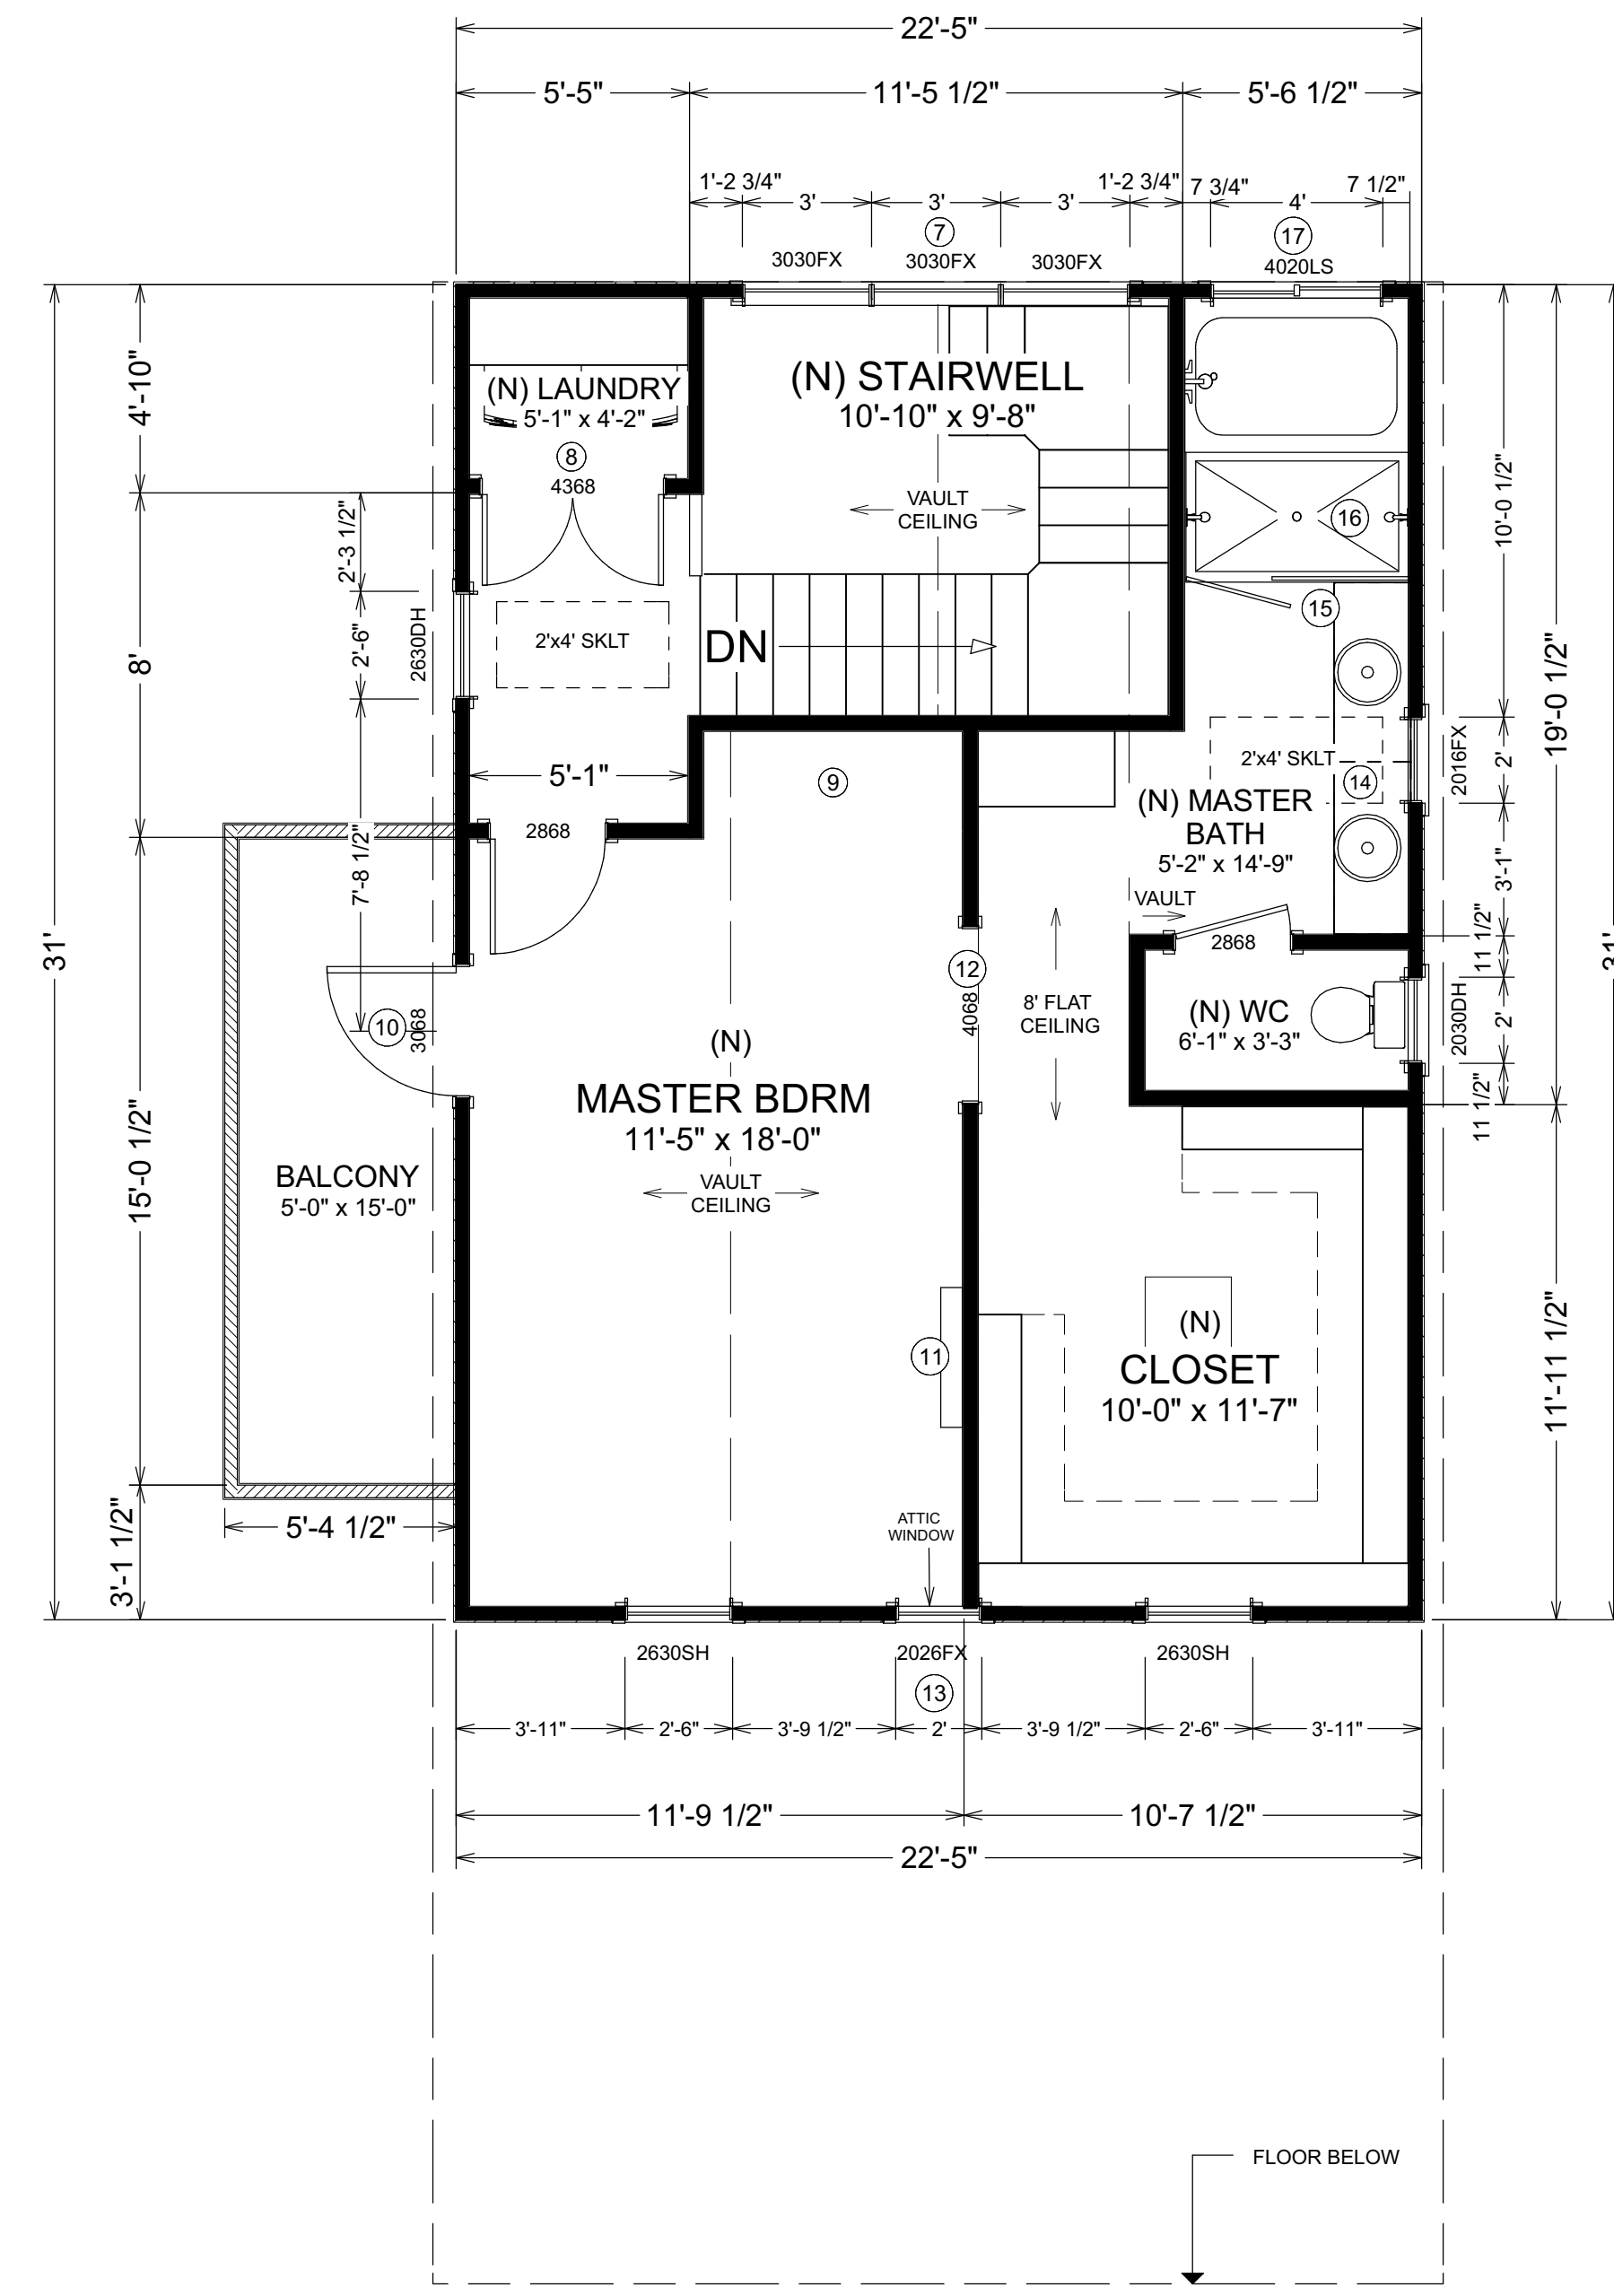 22'-5"
5'-5"
11'-5 1/2"
5'-6 1/2"
1'-2 3/4"
3'
3'
3'
1'-2 3/4"
7 3/4"
4'
7 1/2"
7
17
3030FX
3030FX
3030FX
4020LS
4'-10"
8'
31'
15'-0 1/2"
3'-1 1/2"
2'-3 1/2"
2'-6"
7'-8 1/2"
2630DH
(N) LAUNDRY
5'-1" x 4'-2"
8
4368
(N) STAIRWELL
10'-10" x 9'-8"
VAULT
CEILING
16
15
2'x4' SKLT
DN
5'-1"
2868
9
2'x4' SKLT
14
(N) MASTER
BATH
5'-2" x 14'-9"
VAULT
2868
12
4068
8' FLAT
CEILING
(N) WC
6'-1" x 3'-3"
10
3068
(N)
MASTER BDRM
11'-5" x 18'-0"
VAULT
CEILING
BALCONY
5'-0" x 15'-0"
5'-4 1/2"
11
(N)
CLOSET
10'-0" x 11'-7"
ATTIC
WINDOW
10'-0 1/2"
2016FX
2'
3'-1"
11 1/2"
2030DH
2'
11 1/2"
19'-0 1/2"
11'-11 1/2"
31'
2630SH
2026FX
2630SH
13
3'-11"
2'-6"
3'-9 1/2"
2'
3'-9 1/2"
2'-6"
3'-11"
11'-9 1/2"
10'-7 1/2"
22'-5"
FLOOR BELOW